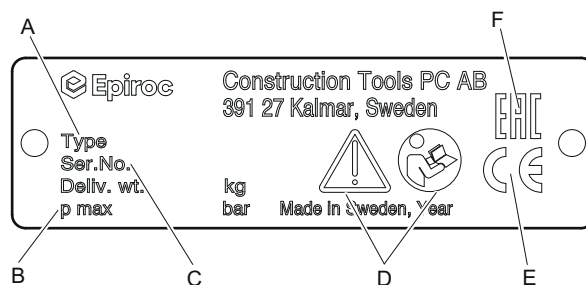 A
F
Epiroc
Construction Tools PC AB
391 27 Kalmar, Sweden
EAC
Type
Ser.No.
Deliv. wt. kg
p max bar Made in Sweden, Year
CE
B
C
D
E